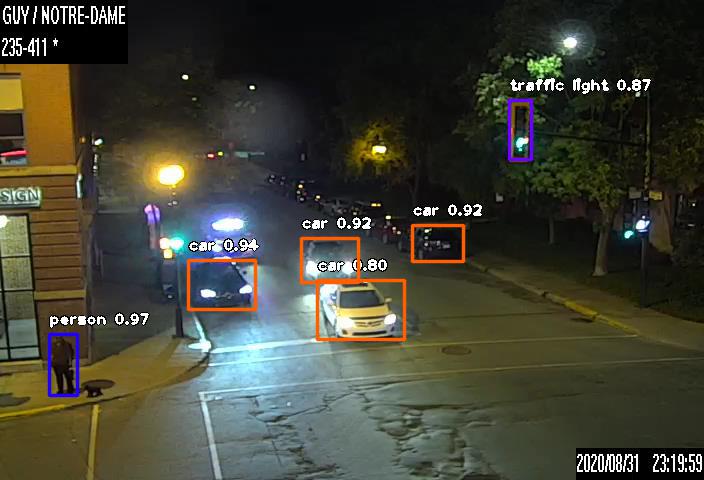 GUY / NOTRE-DAME
235-411 *
traffic light 0.87
SIGN
car 0.92
car 0.92
car 0.94
car 0.80
person 0.97
2020/08/31 23:19:59